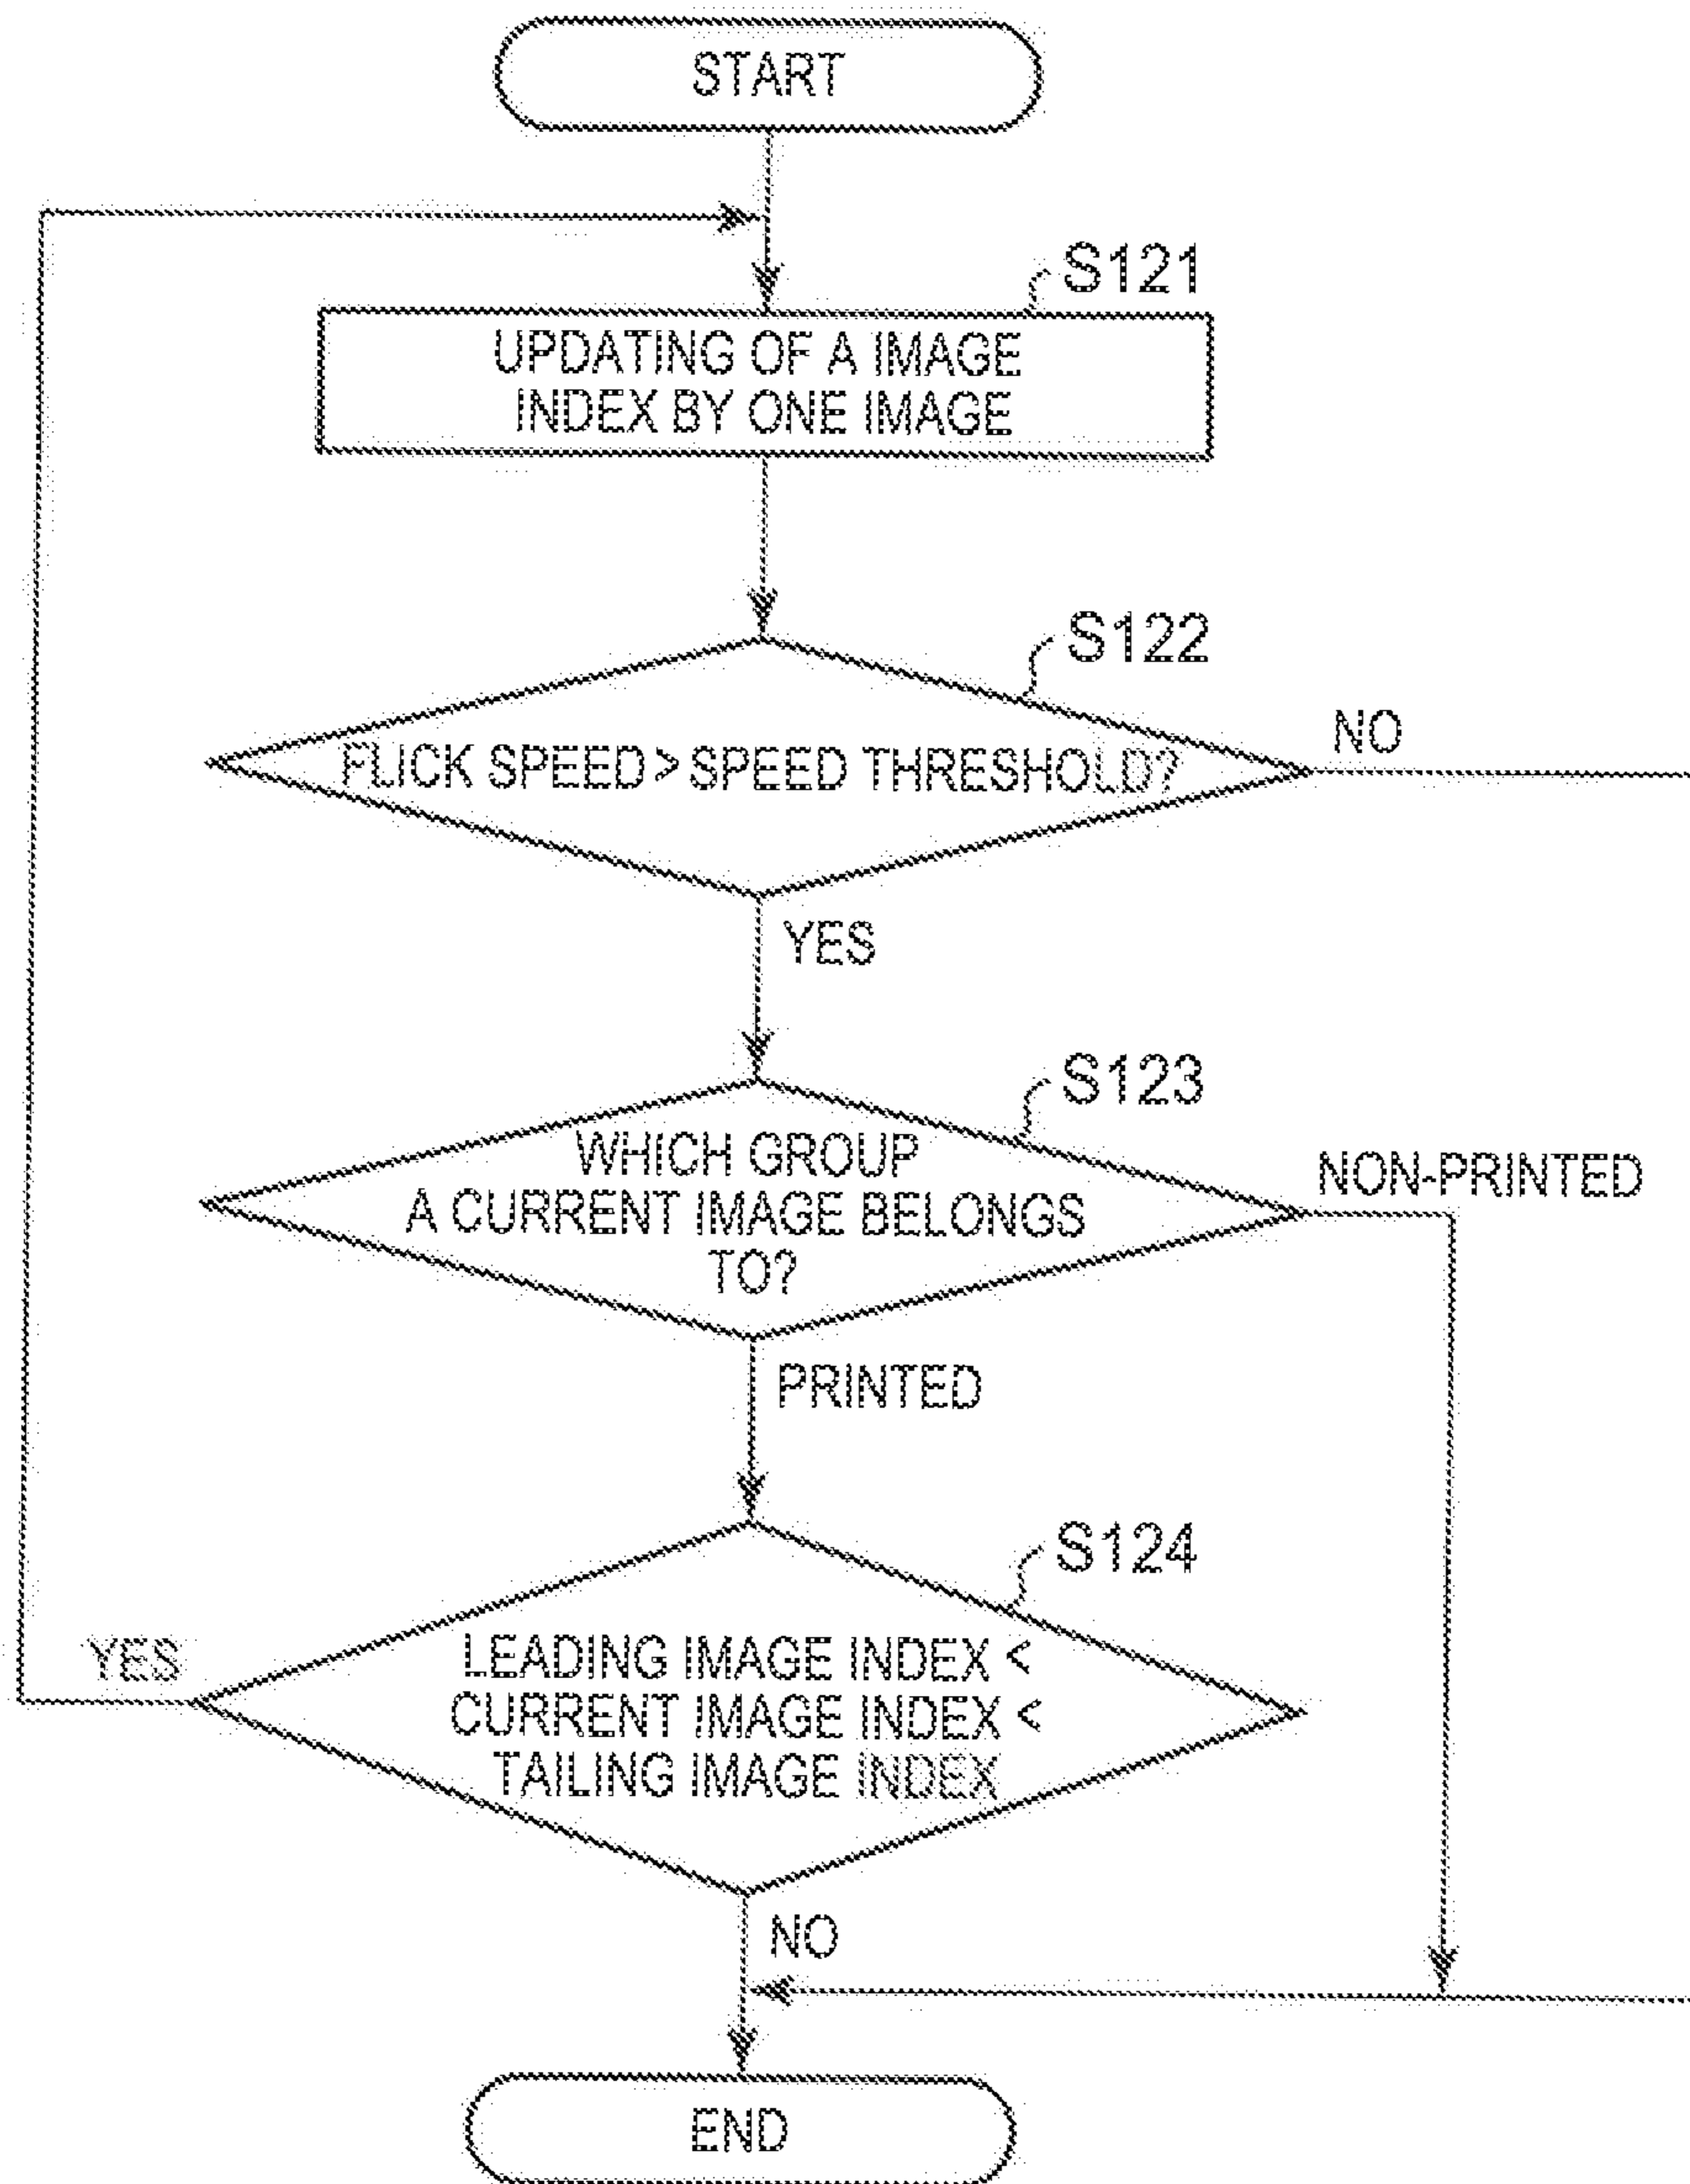 START
S121
UPDATING OF A IMAGE
INDEX BY ONE IMAGE
S122
FLICK SPEED > SPEED THRESHOLD?
NO
YES
S123
WHICH GROUP
A CURRENT IMAGE BELONGS
TO?
NON-PRINTED
PRINTED
S124
LEADING IMAGE INDEX <
CURRENT IMAGE INDEX <
TAILING IMAGE INDEX
YES
NO
END